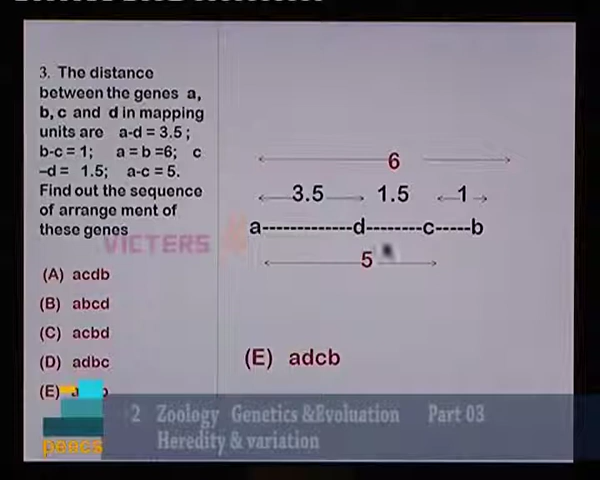 3. The distance
between the genes a,
b, c and d in mapping
units are a-d = 3.5 ;
b-c = 1; a = b =6; c
-d = 1.5; a-c = 5.
Find out the sequence
of arrange ment of
these genes
(A) acdb
(B) abcd
(C) acbd
(D) adbc
(E)
6
3.5 1.5 1
a-------------d--------c-----b
5
(E) adcb
VICTERS
peecs
2 Zoology Genetics &Evoluation Part 03
Heredity & variation